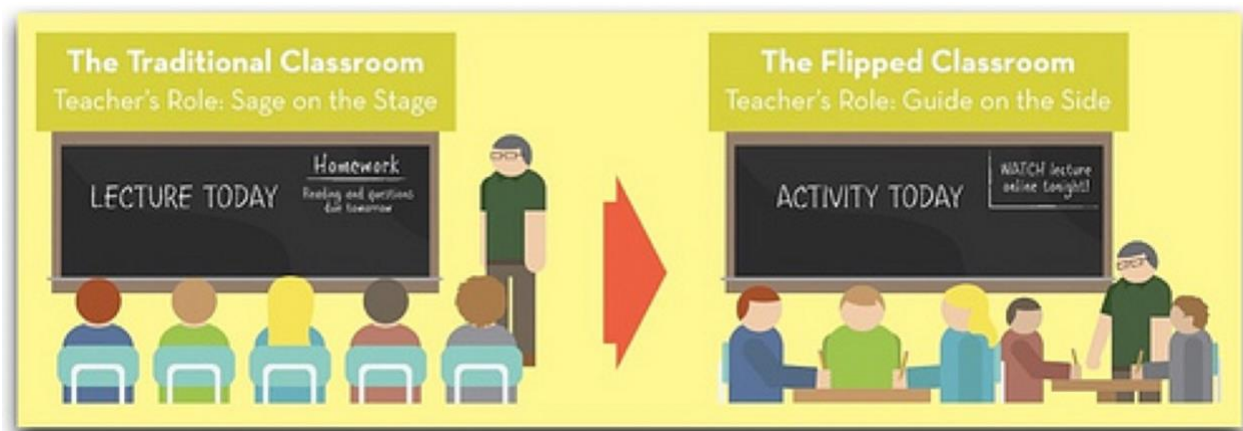 The Traditional Classroom
Teacher's Role: Sage on the Stage
LECTURE TODAY
Homework
Reading and questions
due tomorrow
The Flipped Classroom
Teacher's Role: Guide on the Side
ACTIVITY TODAY
WATCH lecture
online tonight!